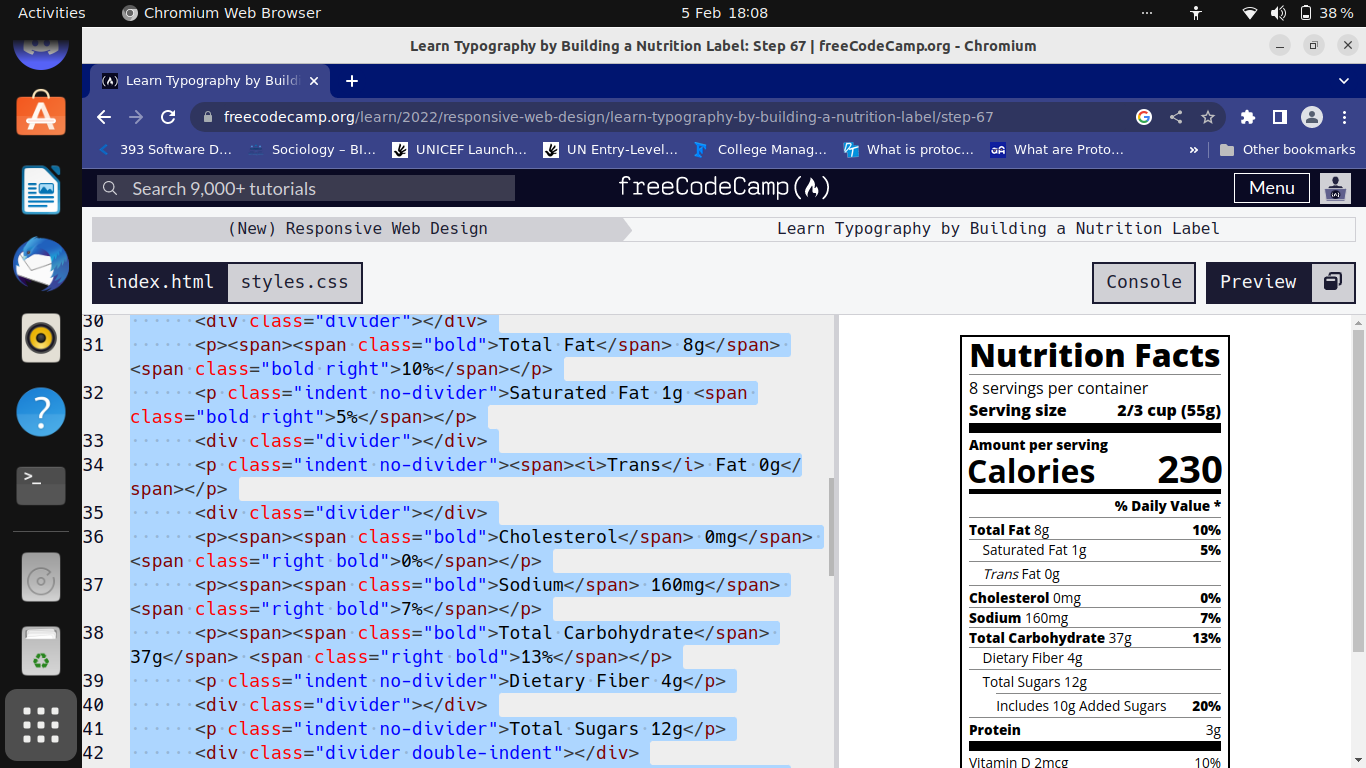 Activities
Chromium Web Browser
5 Feb 18:08
38 %
Learn Typography by Building a Nutrition Label: Step 67 | freeCodeCamp.org - Chromium
Learn Typography by Build
freecodecamp.org/learn/2022/responsive-web-design/learn-typography-by-building-a-nutrition-label/step-67
393 Software D…
Sociology – BI…
UNICEF Launch…
UN Entry-Level…
College Manag…
What is protoc…
What are Proto…
»
Other bookmarks
Search 9,000+ tutorials
freeCodeCamp
Menu
(New) Responsive Web Design
Learn Typography by Building a Nutrition Label
index.html
styles.css
Console
Preview
30 <div class="divider"></div>
31 <p><span><span class="bold">Total Fat</span> 8g</span>
<span class="bold right">10%</span></p>
32 <p class="indent no-divider">Saturated Fat 1g <span
class="bold right">5%</span></p>
33 <div class="divider"></div>
34 <p class="indent no-divider"><span><i>Trans</i> Fat 0g</
span></p>
35 <div class="divider"></div>
36 <p><span><span class="bold">Cholesterol</span> 0mg</span>
<span class="right bold">0%</span></p>
37 <p><span><span class="bold">Sodium</span> 160mg</span>
<span class="right bold">7%</span></p>
38 <p><span><span class="bold">Total Carbohydrate</span>
37g</span> <span class="right bold">13%</span></p>
39 <p class="indent no-divider">Dietary Fiber 4g</p>
40 <div class="divider"></div>
41 <p class="indent no-divider">Total Sugars 12g</p>
42 <div class="divider double-indent"></div>
Nutrition Facts
8 servings per container
Serving size 2/3 cup (55g)
Amount per serving
Calories 230
% Daily Value *
Total Fat 8g 10%
Saturated Fat 1g 5%
Trans Fat 0g
Cholesterol 0mg 0%
Sodium 160mg 7%
Total Carbohydrate 37g 13%
Dietary Fiber 4g
Total Sugars 12g
Includes 10g Added Sugars 20%
Protein 3g
Vitamin D 2mcg 10%